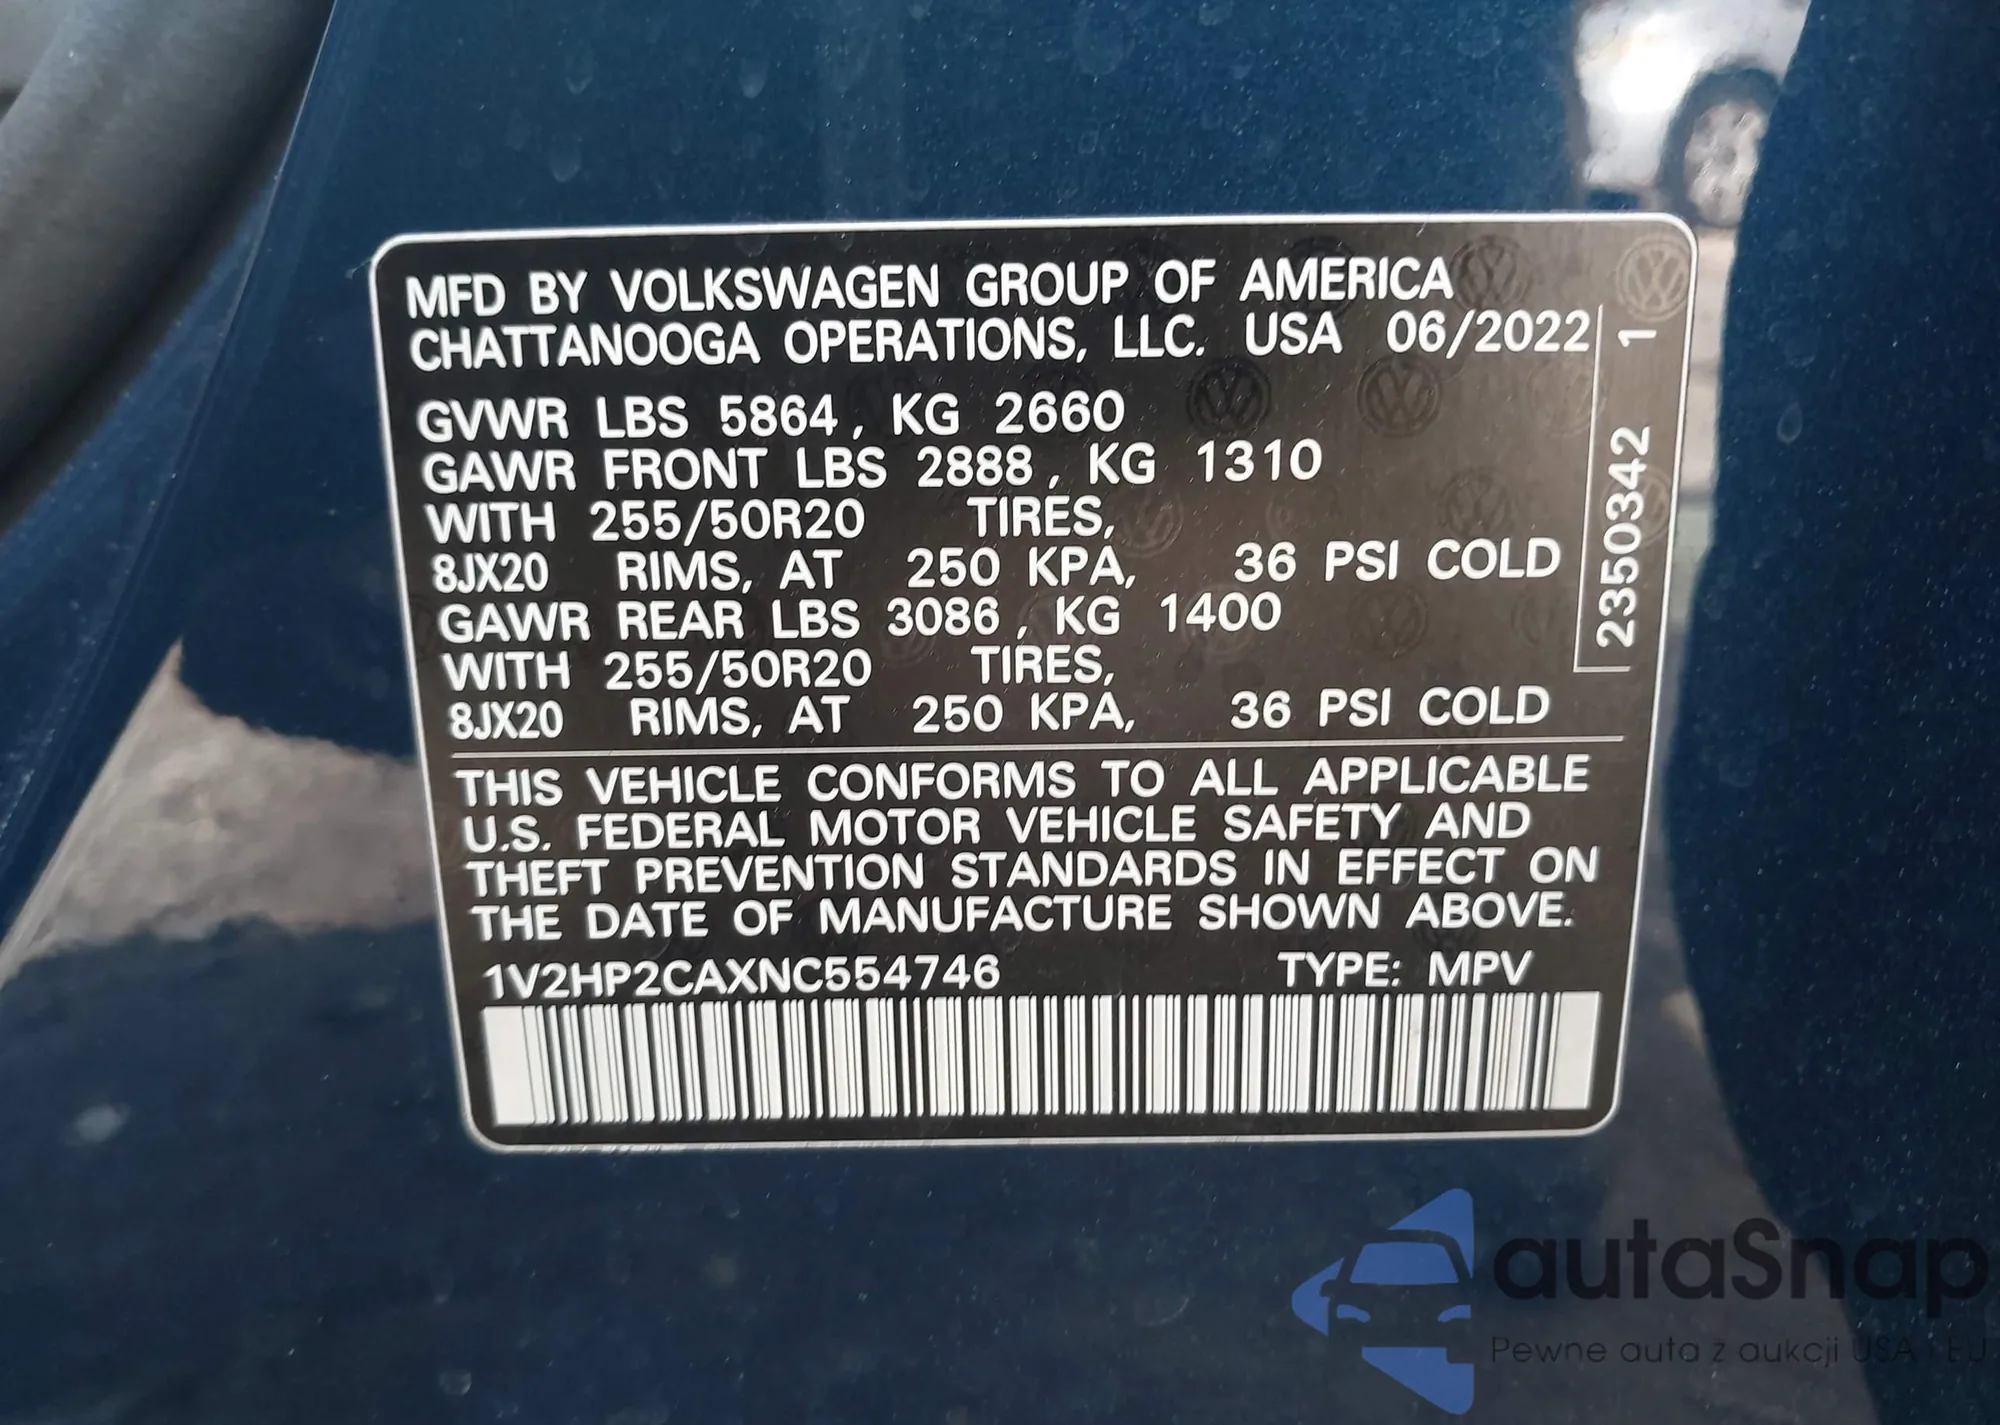 MFD BY VOLKSWAGEN GROUP OF AMERICA
CHATTANOOGA OPERATIONS, LLC. USA 06/2022
GVWR LBS 5864, KG 2660
GAWR FRONT LBS 2888, KG 1310
WITH 255/50R20 TIRES,
8JX20 RIMS, AT 250 KPA, 36 PSI COLD
GAWR REAR LBS 3086, KG 1400
WITH 255/50R20 TIRES,
8JX20 RIMS, AT 250 KPA, 36 PSI COLD
2350342 1
THIS VEHICLE CONFORMS TO ALL APPLICABLE
U.S. FEDERAL MOTOR VEHICLE SAFETY AND
THEFT PREVENTION STANDARDS IN EFFECT ON
THE DATE OF MANUFACTURE SHOWN ABOVE.
1V2HP2CAXNC554746 TYPE: MPV
autaSnap
Pewne auta z aukcji USA i EU